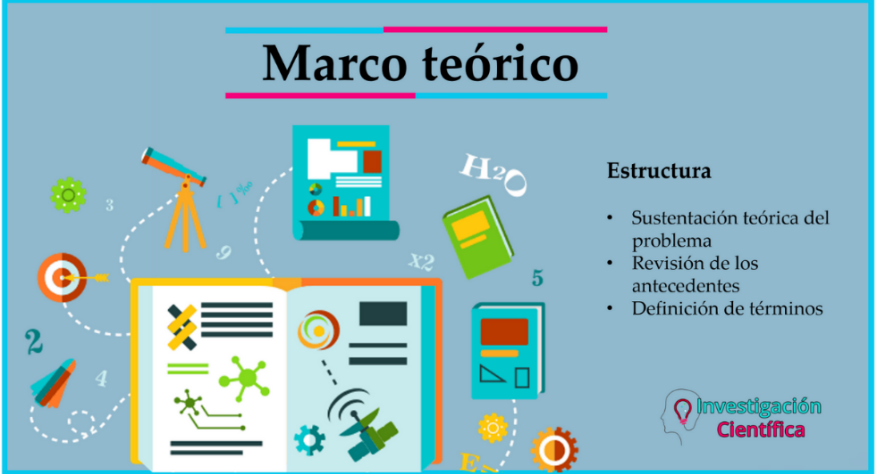 Marco teórico
H2O
1%
3
9
x2
5
2
4
Estructura
• Sustentación teórica del
problema
• Revisión de los
antecedentes
• Definición de términos
Investigación
Científica